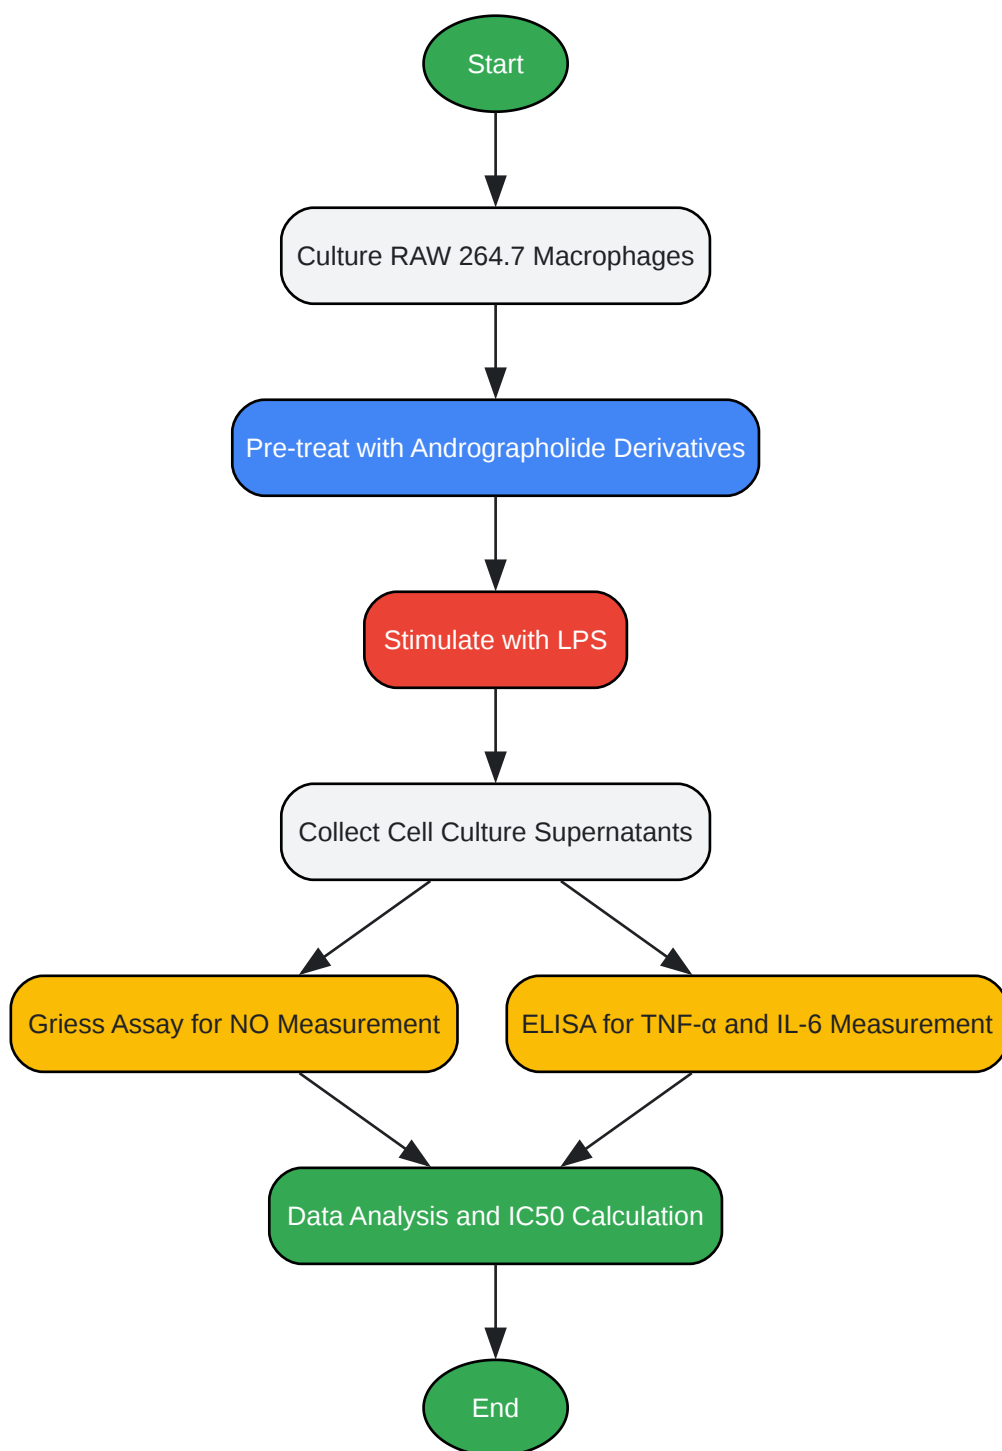 Start
Culture RAW 264.7 Macrophages
Pre-treat with Andrographolide Derivatives
Stimulate with LPS
Collect Cell Culture Supernatants
Griess Assay for NO Measurement
ELISA for TNF-α and IL-6 Measurement
Data Analysis and IC50 Calculation
End